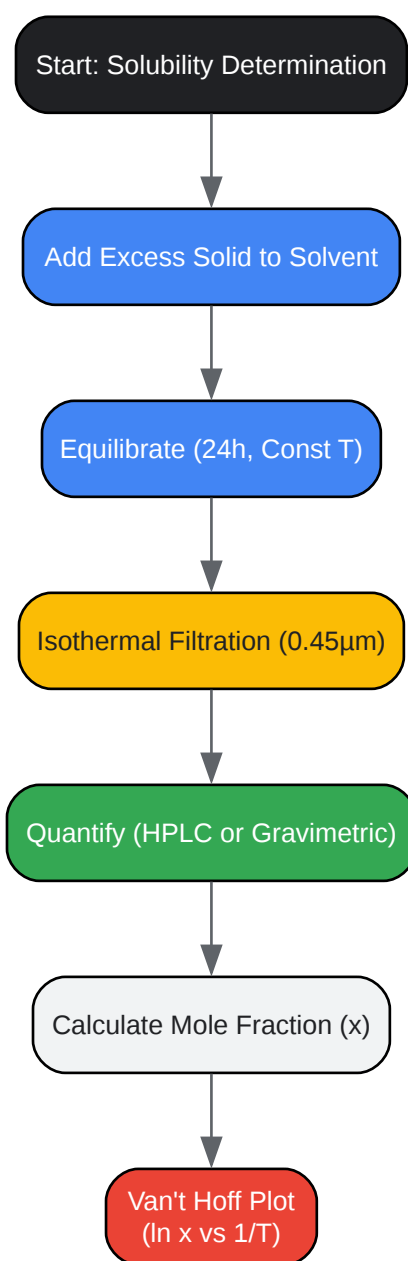 Start: Solubility Determination
Add Excess Solid to Solvent
Equilibrate (24h, Const T)
Isothermal Filtration (0.45µm)
Quantify (HPLC or Gravimetric)
Calculate Mole Fraction (x)
Van't Hoff Plot
(ln x vs 1/T)